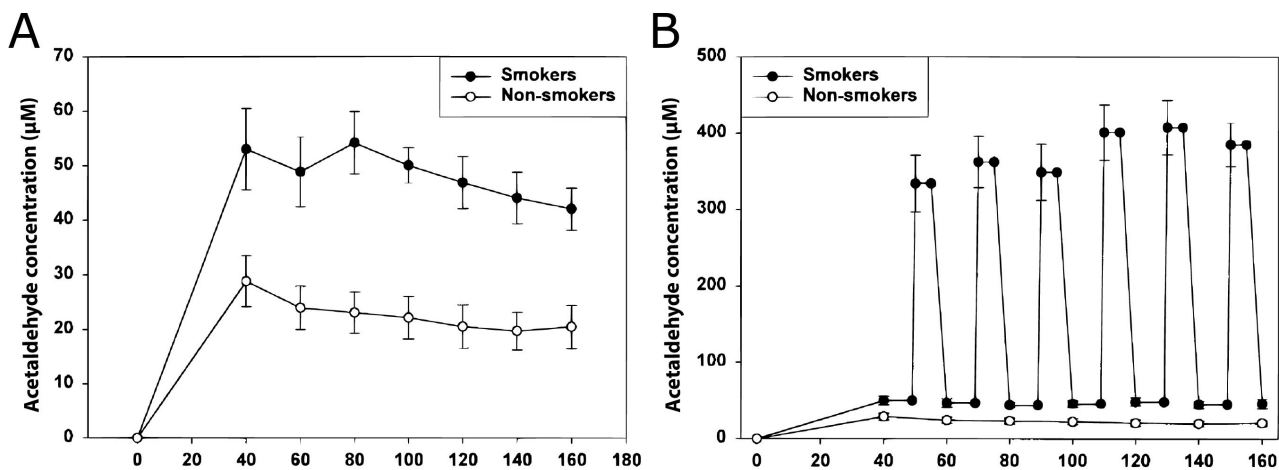 A
Acetaldehyde concentration (µM)
70
60
50
40
30
20
10
0
Smokers
Non-smokers
0 20 40 60 80 100 120 140 160 180
B
Acetaldehyde concentration (µM)
500
400
300
200
100
0
Smokers
Non-smokers
0 20 40 60 80 100 120 140 160